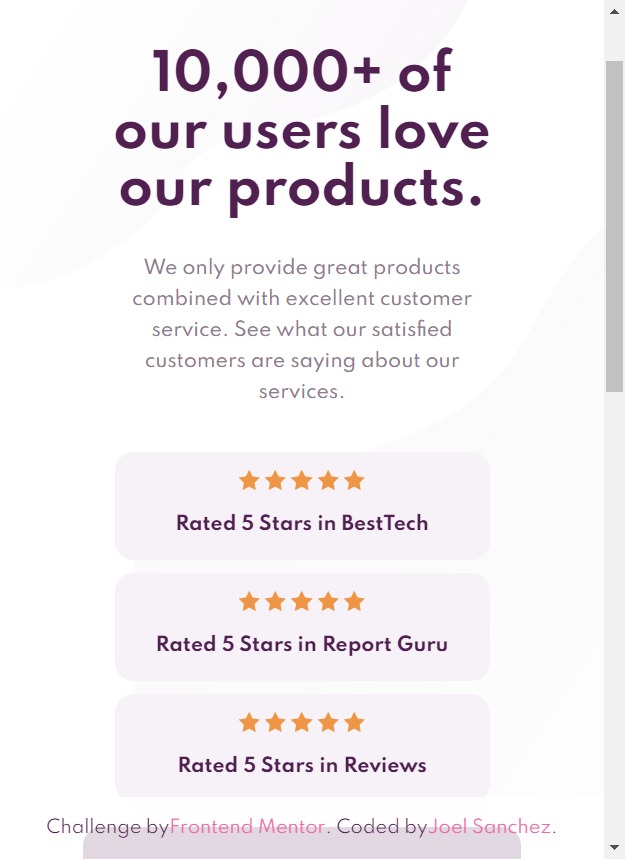 10,000+ of
our users love
our products.
We only provide great products
combined with excellent customer
service. See what our satisfied
customers are saying about our
services.
Rated 5 Stars in BestTech
Rated 5 Stars in Report Guru
Rated 5 Stars in Reviews
Challenge byFrontend Mentor. Coded byJoel Sanchez.